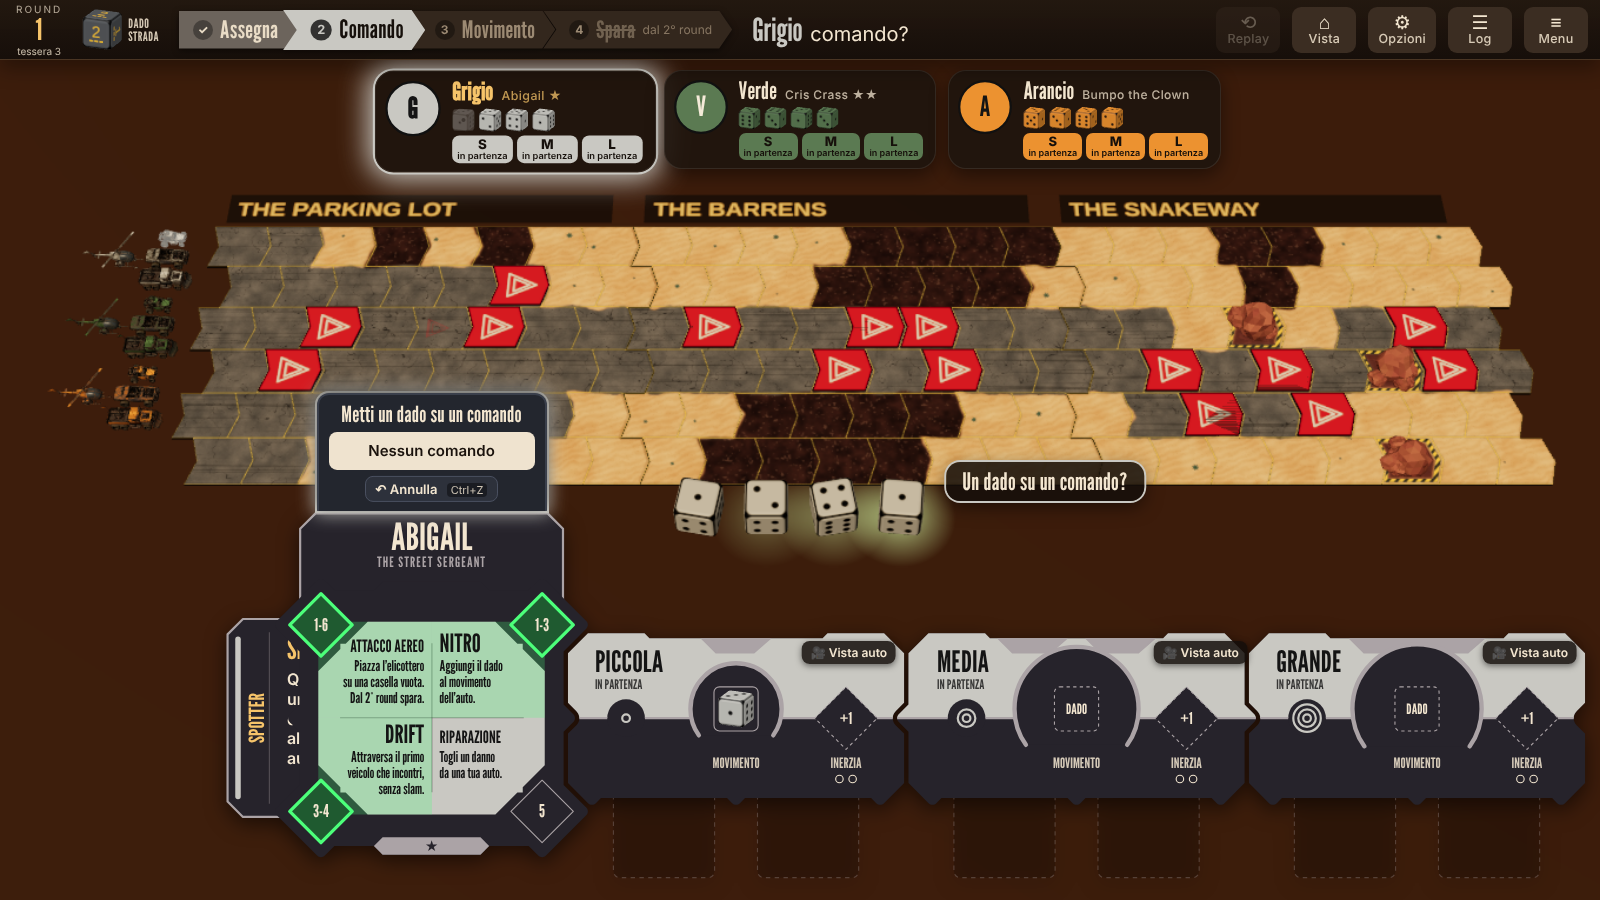 ROUND
1
tessera 3
2
DADO
STRADA
Assegna
2 Comando
3 Movimento
4 Spara dal 2° round
Grigio comando?
Replay
Vista
Opzioni
Log
Menu
G
Grigio Abigail ★
S
in partenza
M
in partenza
L
in partenza
V
Verde Cris Crass ★★
S
in partenza
M
in partenza
L
in partenza
A
Arancio Bumpo the Clown
S
in partenza
M
in partenza
L
in partenza
THE PARKING LOT
THE BARRENS
THE SNAKEWAY
Metti un dado su un comando
Nessun comando
↶ Annulla Ctrl+Z
Un dado su un comando?
ABIGAIL
THE STREET SERGEANT
SPOTTER
1-6
1-3
ATTACCO AEREO
Piazza l'elicottero
su una casella vuota.
Dal 2° round spara.
NITRO
Aggiungi il dado
al movimento
dell'auto.
DRIFT
Attraversa il primo
veicolo che incontri,
senza slam.
RIPARAZIONE
Togli un danno
da una tua auto.
3-4
5
★
PICCOLA
IN PARTENZA
Vista auto
+1
MOVIMENTO
INERZIA
MEDIA
IN PARTENZA
Vista auto
DADO
+1
MOVIMENTO
INERZIA
GRANDE
IN PARTENZA
Vista auto
DADO
+1
MOVIMENTO
INERZIA